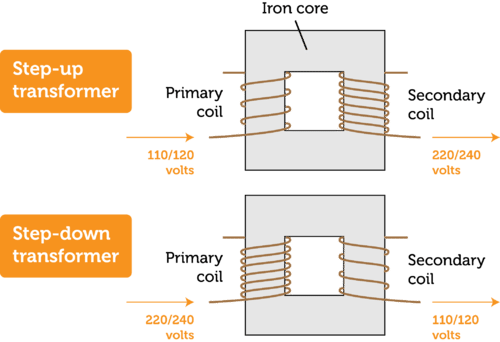 Iron core
Step-up
transformer
Primary
coil
Secondary
coil
110/120
volts
220/240
volts
Step-down
transformer
Primary
coil
Secondary
coil
220/240
volts
110/120
volts